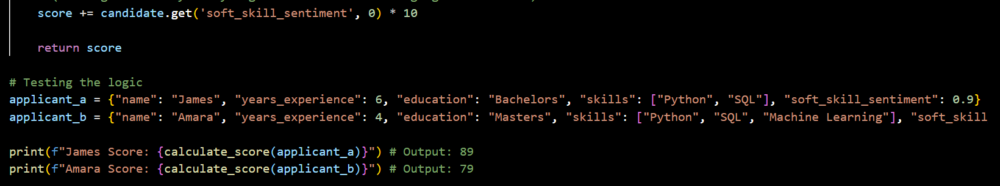 score += candidate.get('soft_skill_sentiment', 0) * 10
return score
# Testing the logic
applicant_a = {"name": "James", "years_experience": 6, "education": "Bachelors", "skills": ["Python", "SQL"], "soft_skill_sentiment": 0.9}
applicant_b = {"name": "Amara", "years_experience": 4, "education": "Masters", "skills": ["Python", "SQL", "Machine Learning"], "soft_skill
print(f"James Score: {calculate_score(applicant_a)}") # Output: 89
print(f"Amara Score: {calculate_score(applicant_b)}") # Output: 79